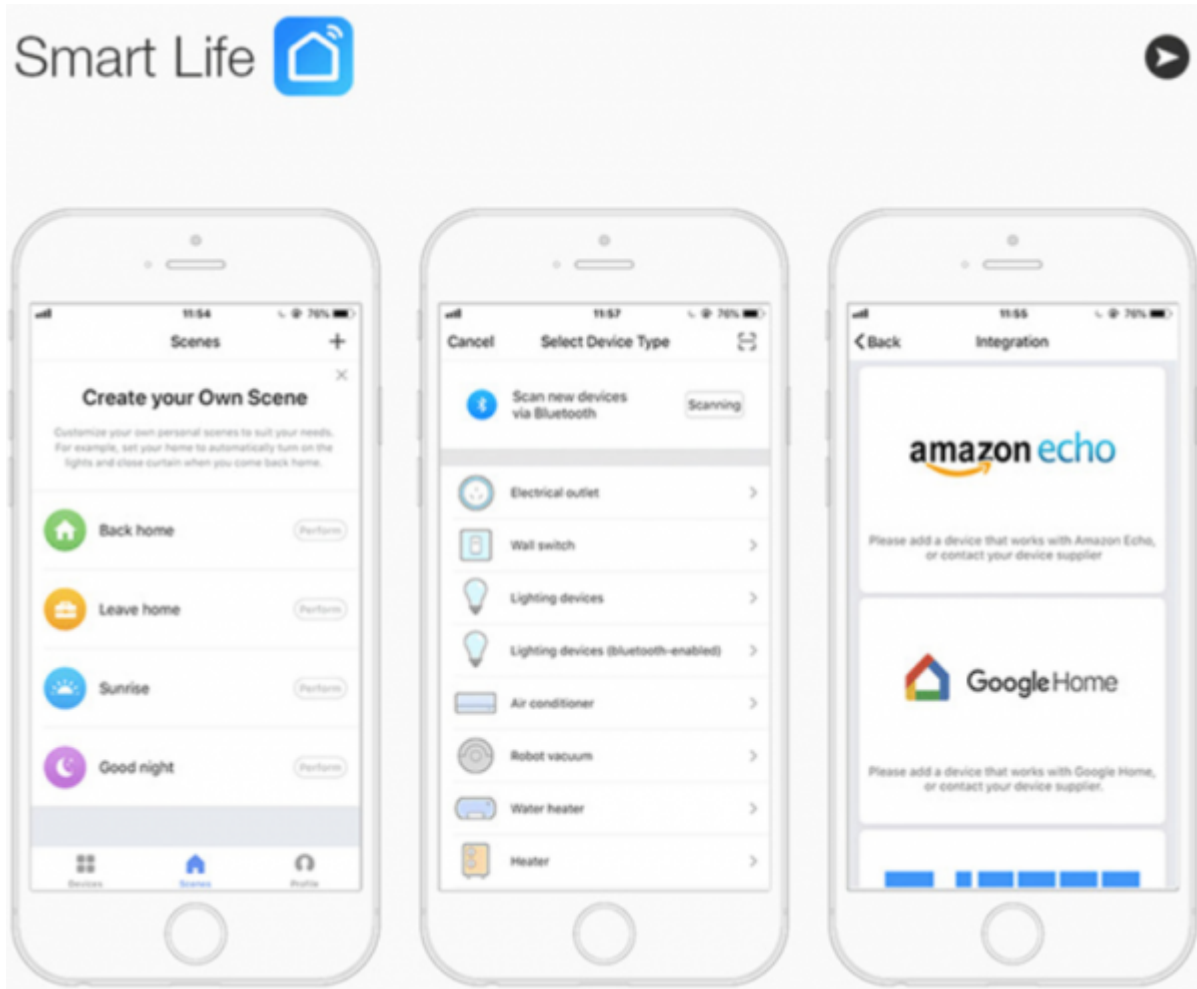 Smart Life
11:54
76%
Scenes
+
Create your Own Scene
Customize your own personal scenes to suit your needs.
For example, set your home to automatically turn on the
lights and close curtain when you come back home.
Back home
Perform
Leave home
Perform
Sunrise
Perform
Good night
Perform
Devices
Scenes
Profile
11:57
76%
Cancel
Select Device Type
Scan new devices
via Bluetooth
Scanning
Electrical outlet
Wall switch
Lighting devices
Lighting devices (bluetooth-enabled)
Air conditioner
Robot vacuum
Water heater
Heater
11:55
76%
Back
Integration
amazon echo
Please add a device that works with Amazon Echo,
or contact your device supplier
Google Home
Please add a device that works with Google Home,
or contact your device supplier.